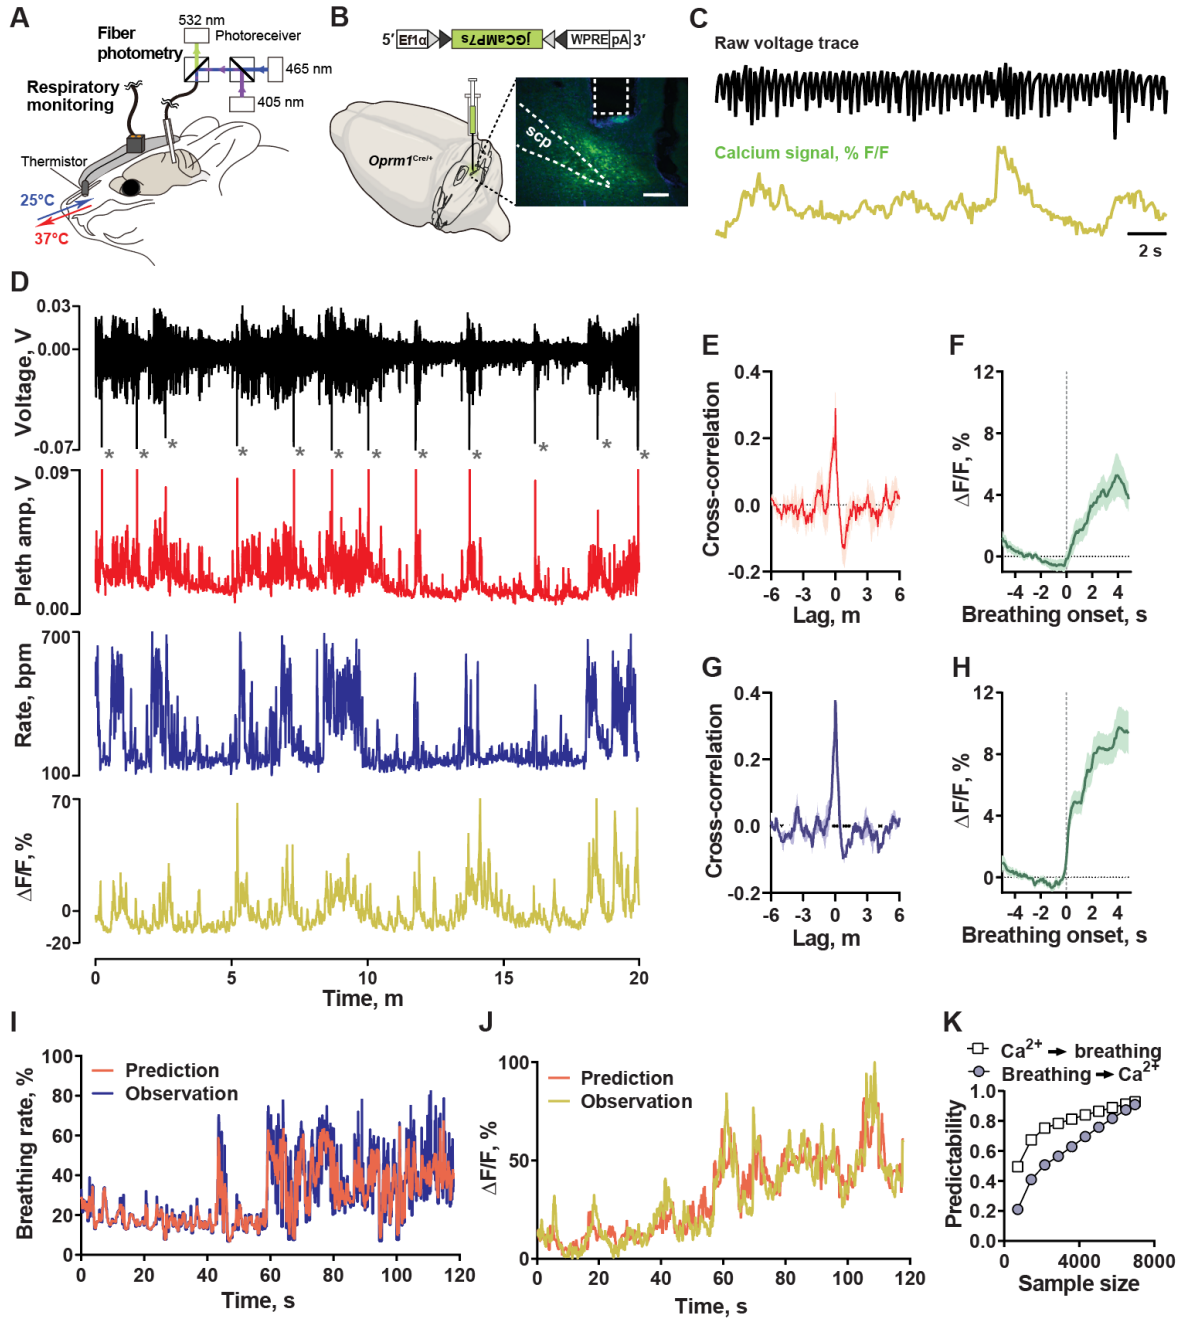 A
Fiber
photometry
532 nm
Photoreceiver
465 nm
405 nm
Respiratory
monitoring
Thermistor
25°C
37°C
B
5′ Ef1α jGCaMP7s WPRE pA 3′
Oprm1Cre/+
scp
C
Raw voltage trace
Calcium signal, % F/F
2 s
D
Voltage, V
0.03
0.00
-0.07
* * * * * * * * * * * *
Pleth amp, V
0.09
0.00
Rate, bpm
700
100
ΔF/F, %
70
0
-20
0 5 10 15 20
Time, m
E
Cross-correlation
0.4
0.2
0.0
-0.2
-6 -3 0 3 6
Lag, m
F
ΔF/F, %
12
8
4
0
-4 -2 0 2 4
Breathing onset, s
G
Cross-correlation
0.4
0.2
0.0
-0.2
-6 -3 0 3 6
Lag, m
H
ΔF/F, %
12
8
4
0
-4 -2 0 2 4
Breathing onset, s
I
Breathing rate, %
100
80
60
40
20
0
Prediction
Observation
0 20 40 60 80 100 120
Time, s
J
ΔF/F, %
100
50
0
Prediction
Observation
0 20 40 60 80 100 120
Time, s
K
Ca2+ → breathing
Breathing → Ca2+
Predictability
1.0
0.8
0.6
0.4
0.2
0.0
0 4000 8000
Sample size